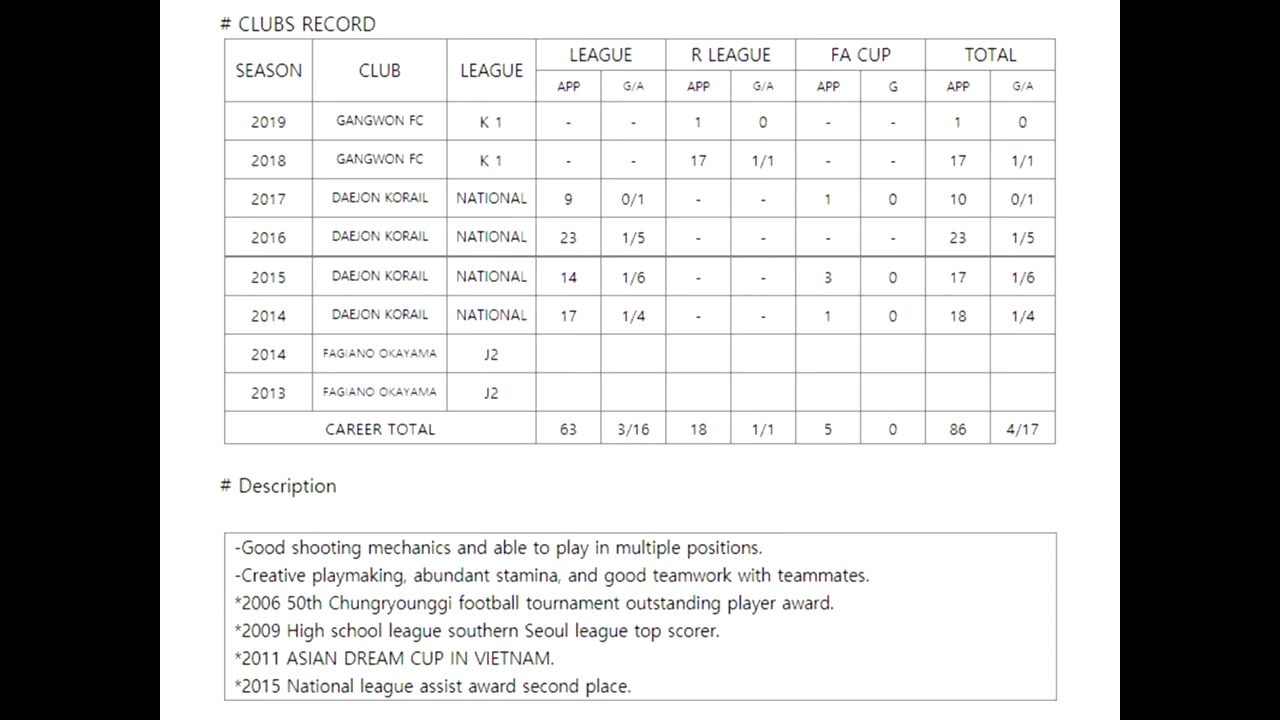 # CLUBS RECORD
SEASON CLUB LEAGUE LEAGUE R LEAGUE FA CUP TOTAL
APP G/A APP G/A APP G APP G/A
2019 GANGWON FC K 1 - - 1 0 - - 1 0
2018 GANGWON FC K 1 - - 17 1/1 - - 17 1/1
2017 DAEJON KORAIL NATIONAL 9 0/1 - - 1 0 10 0/1
2016 DAEJON KORAIL NATIONAL 23 1/5 - - - - 23 1/5
2015 DAEJON KORAIL NATIONAL 14 1/6 - - 3 0 17 1/6
2014 DAEJON KORAIL NATIONAL 17 1/4 - - 1 0 18 1/4
2014 FAGIANO OKAYAMA J2
2013 FAGIANO OKAYAMA J2
CAREER TOTAL 63 3/16 18 1/1 5 0 86 4/17
# Description
-Good shooting mechanics and able to play in multiple positions.
-Creative playmaking, abundant stamina, and good teamwork with teammates.
*2006 50th Chungryounggi football tournament outstanding player award.
*2009 High school league southern Seoul league top scorer.
*2011 ASIAN DREAM CUP IN VIETNAM.
*2015 National league assist award second place.